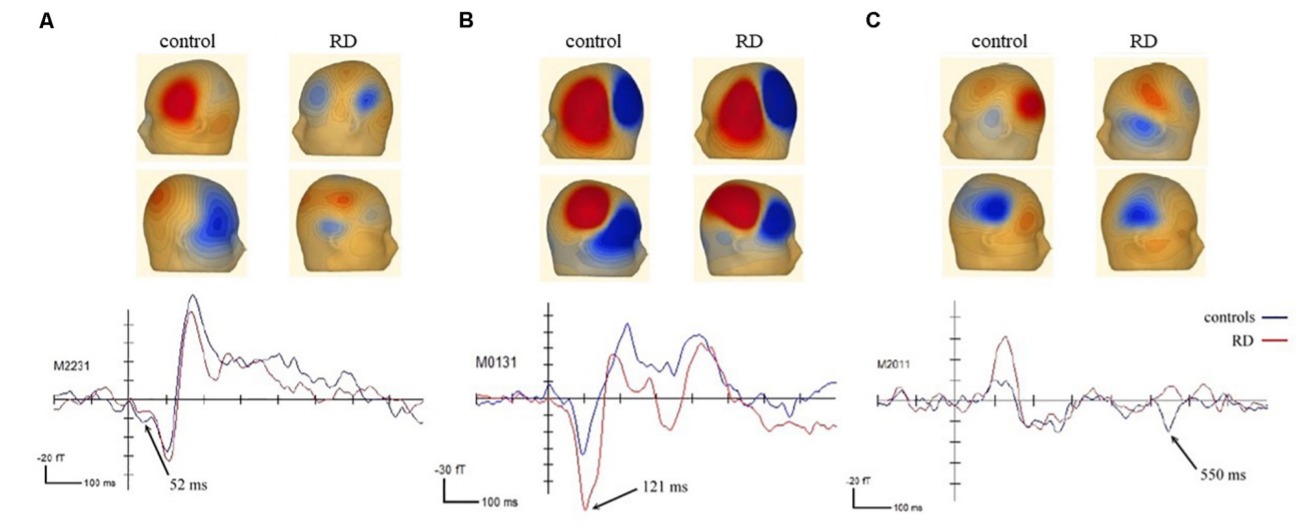 A
control RD
M2231
-20 fT
100 ms
52 ms
B
control RD
M0131
-30 fT
100 ms
121 ms
C
control RD
controls
RD
M2011
-20 fT
100 ms
550 ms